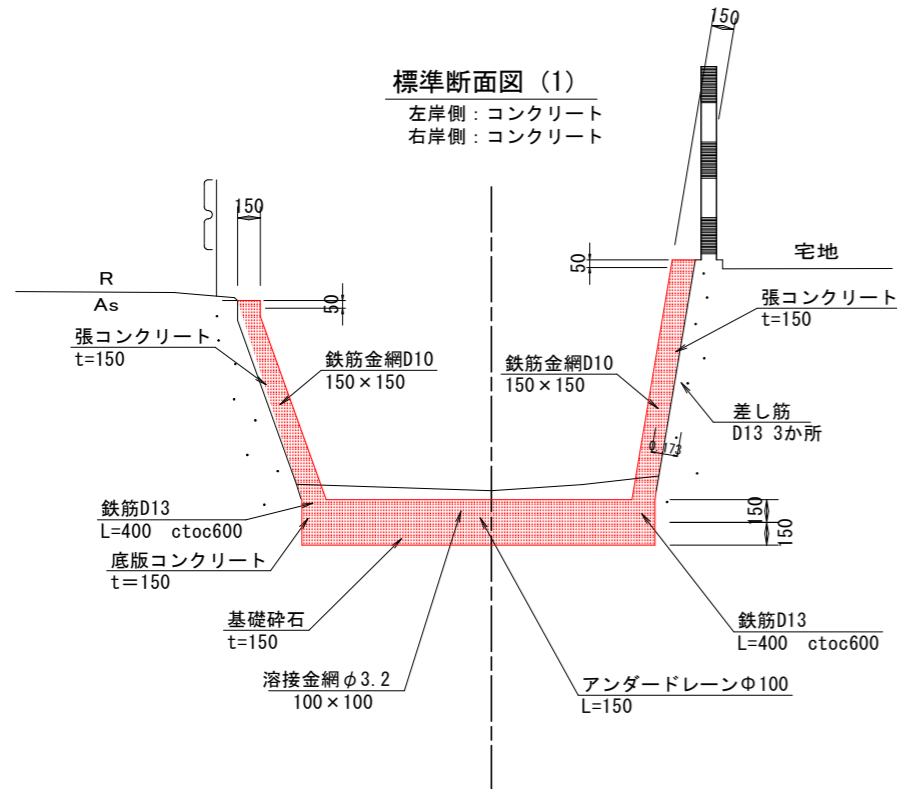 150
標準断面図 (1)
左岸側：コンクリート
右岸側：コンクリート
150
R
As
50
50
宅地
張コンクリート
t=150
張コンクリート
t=150
鉄筋金網D10
150×150
鉄筋金網D10
150×150
差し筋
D13 3か所
0.173
鉄筋D13
L=400 ctoc600
150
150
底版コンクリート
t＝150
基礎砕石
t=150
鉄筋D13
L=400 ctoc600
溶接金網φ3.2
100×100
アンダードレーンΦ100
L=150